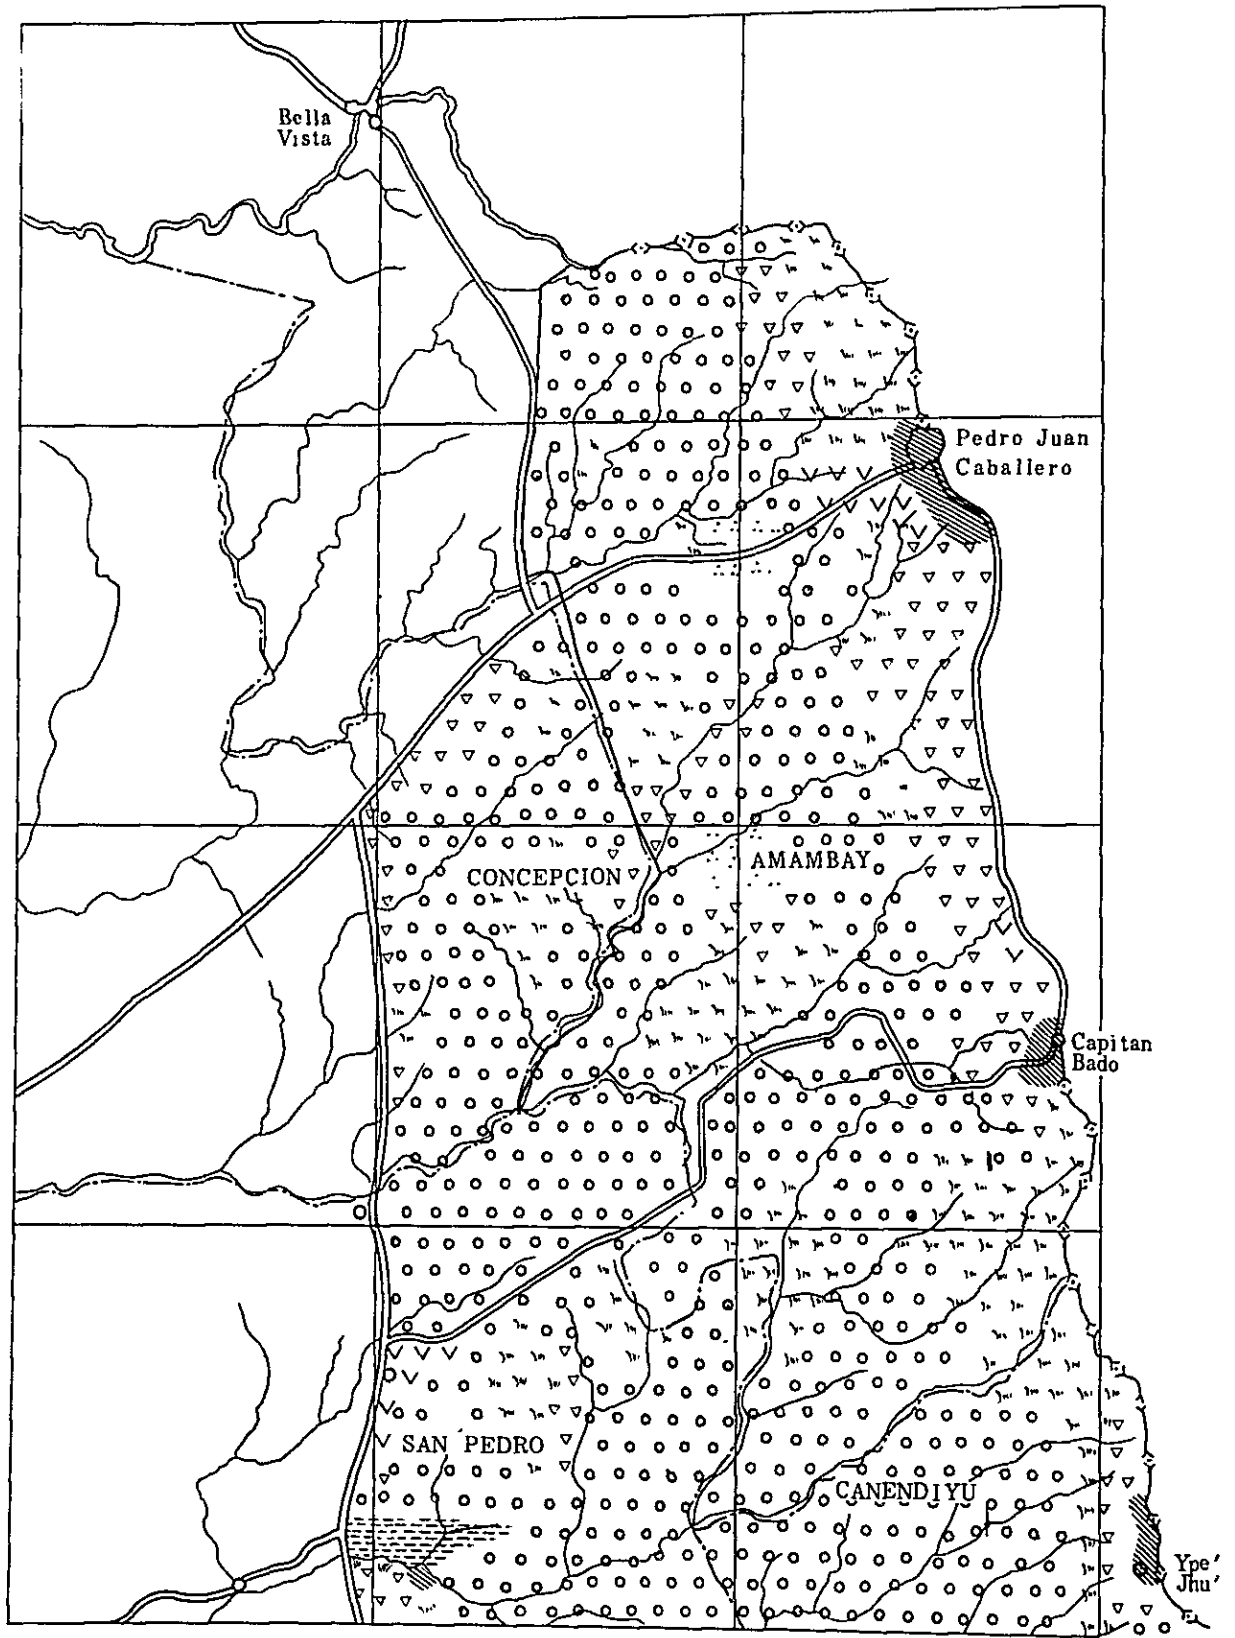 Bella
Vista
Pedro Juan
Caballero
CONCEPCION
AMAMBAY
Capitan
Bado
SAN PEDRO
CANENDIYU
Ype'
Jhu'